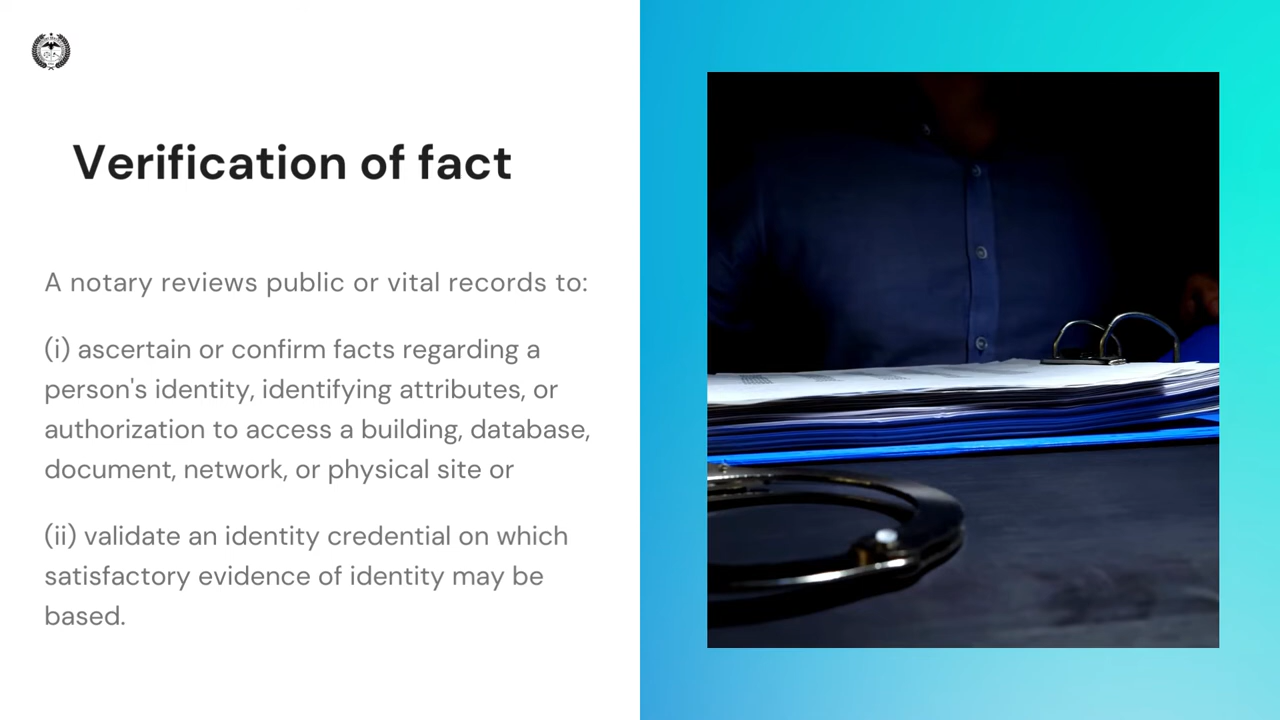 Verification of fact
A notary reviews public or vital records to:
(i) ascertain or confirm facts regarding a
person's identity, identifying attributes, or
authorization to access a building, database,
document, network, or physical site or
(ii) validate an identity credential on which
satisfactory evidence of identity may be
based.